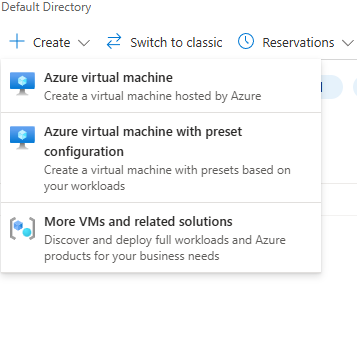 Default Directory
Create
Switch to classic
Reservations
Azure virtual machine
Create a virtual machine hosted by Azure
Azure virtual machine with preset
configuration
Create a virtual machine with presets based on
your workloads
More VMs and related solutions
Discover and deploy full workloads and Azure
products for your business needs